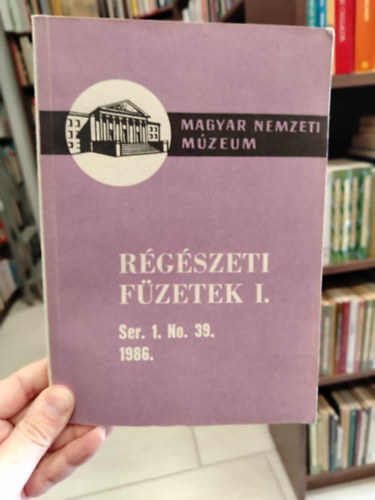 MAGYAR NEMZETI
MÚZEUM
RÉGÉSZETI
FÜZETEK I.
Ser. 1. No. 39.
1986.